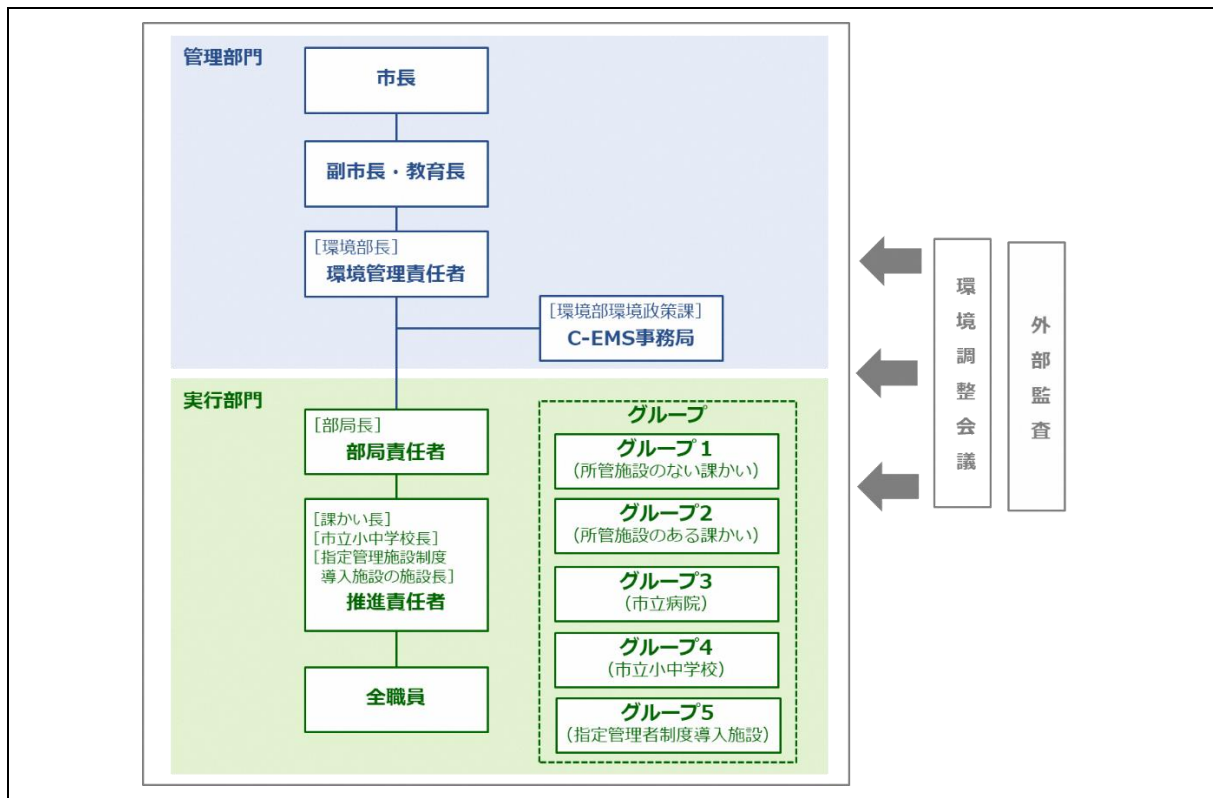 管理部門
市長
副市長・教育長
[環境部長]
環境管理責任者
[環境部環境政策課]
C-EMS事務局
実行部門
[部局長]
部局責任者
[課かい長]
[市立小中学校長]
[指定管理施設制度
導入施設の施設長]
推進責任者
全職員
グループ
グループ1
(所管施設のない課かい)
グループ2
(所管施設のある課かい)
グループ3
(市立病院)
グループ4
(市立小中学校)
グループ5
(指定管理者制度導入施設)
環境調整会議
外部監査